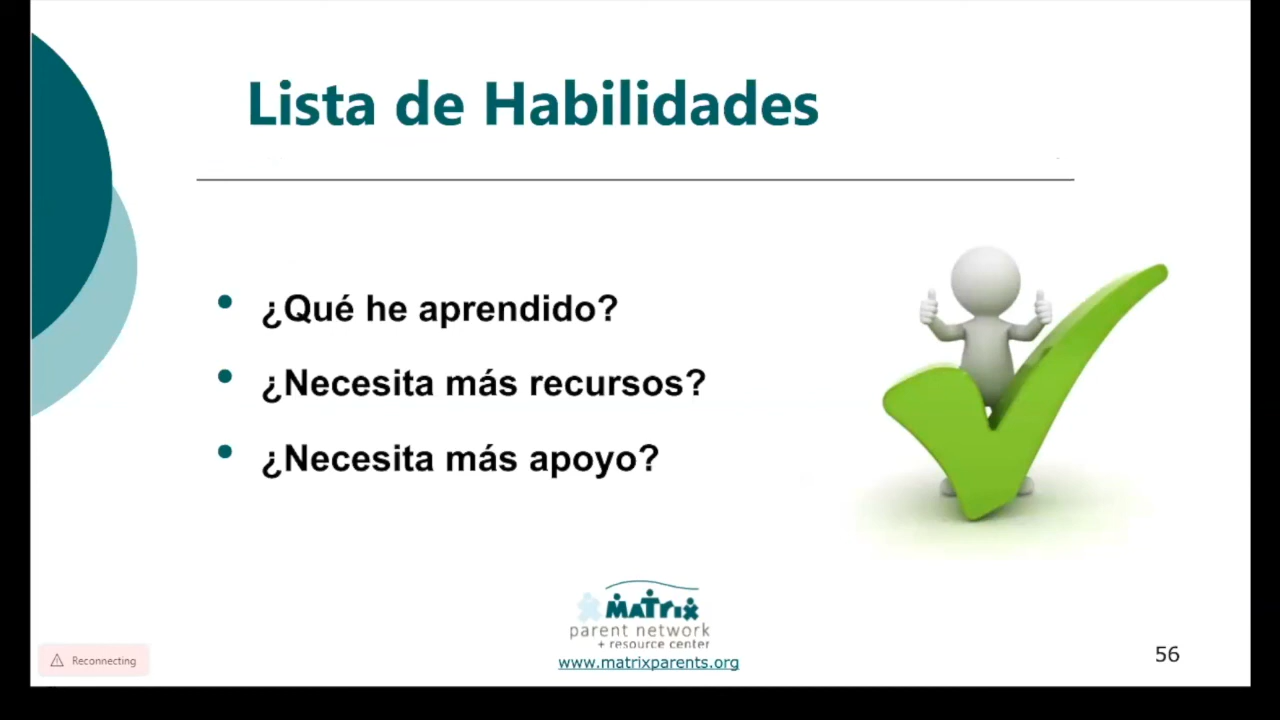 Lista de Habilidades
• ¿Qué he aprendido?
• ¿Necesita más recursos?
• ¿Necesita más apoyo?
MATRIX
parent network
+ resource center
www.matrixparents.org
Reconnecting
56